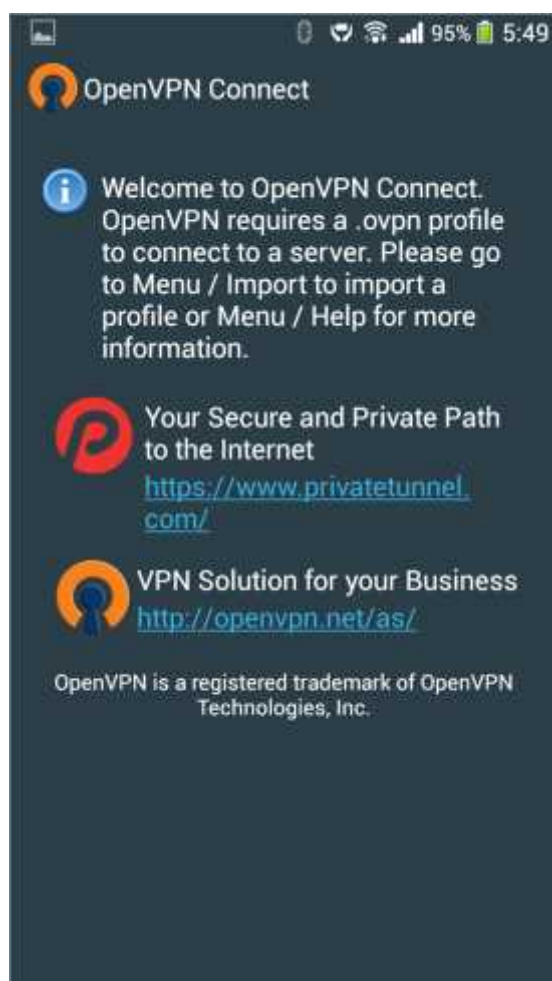 95% 5:49
OpenVPN Connect
Welcome to OpenVPN Connect.
OpenVPN requires a .ovpn profile
to connect to a server. Please go
to Menu / Import to import a
profile or Menu / Help for more
information.
Your Secure and Private Path
to the Internet
https://www.privatetunnel.
com/
VPN Solution for your Business
http://openvpn.net/as/
OpenVPN is a registered trademark of OpenVPN
Technologies, Inc.